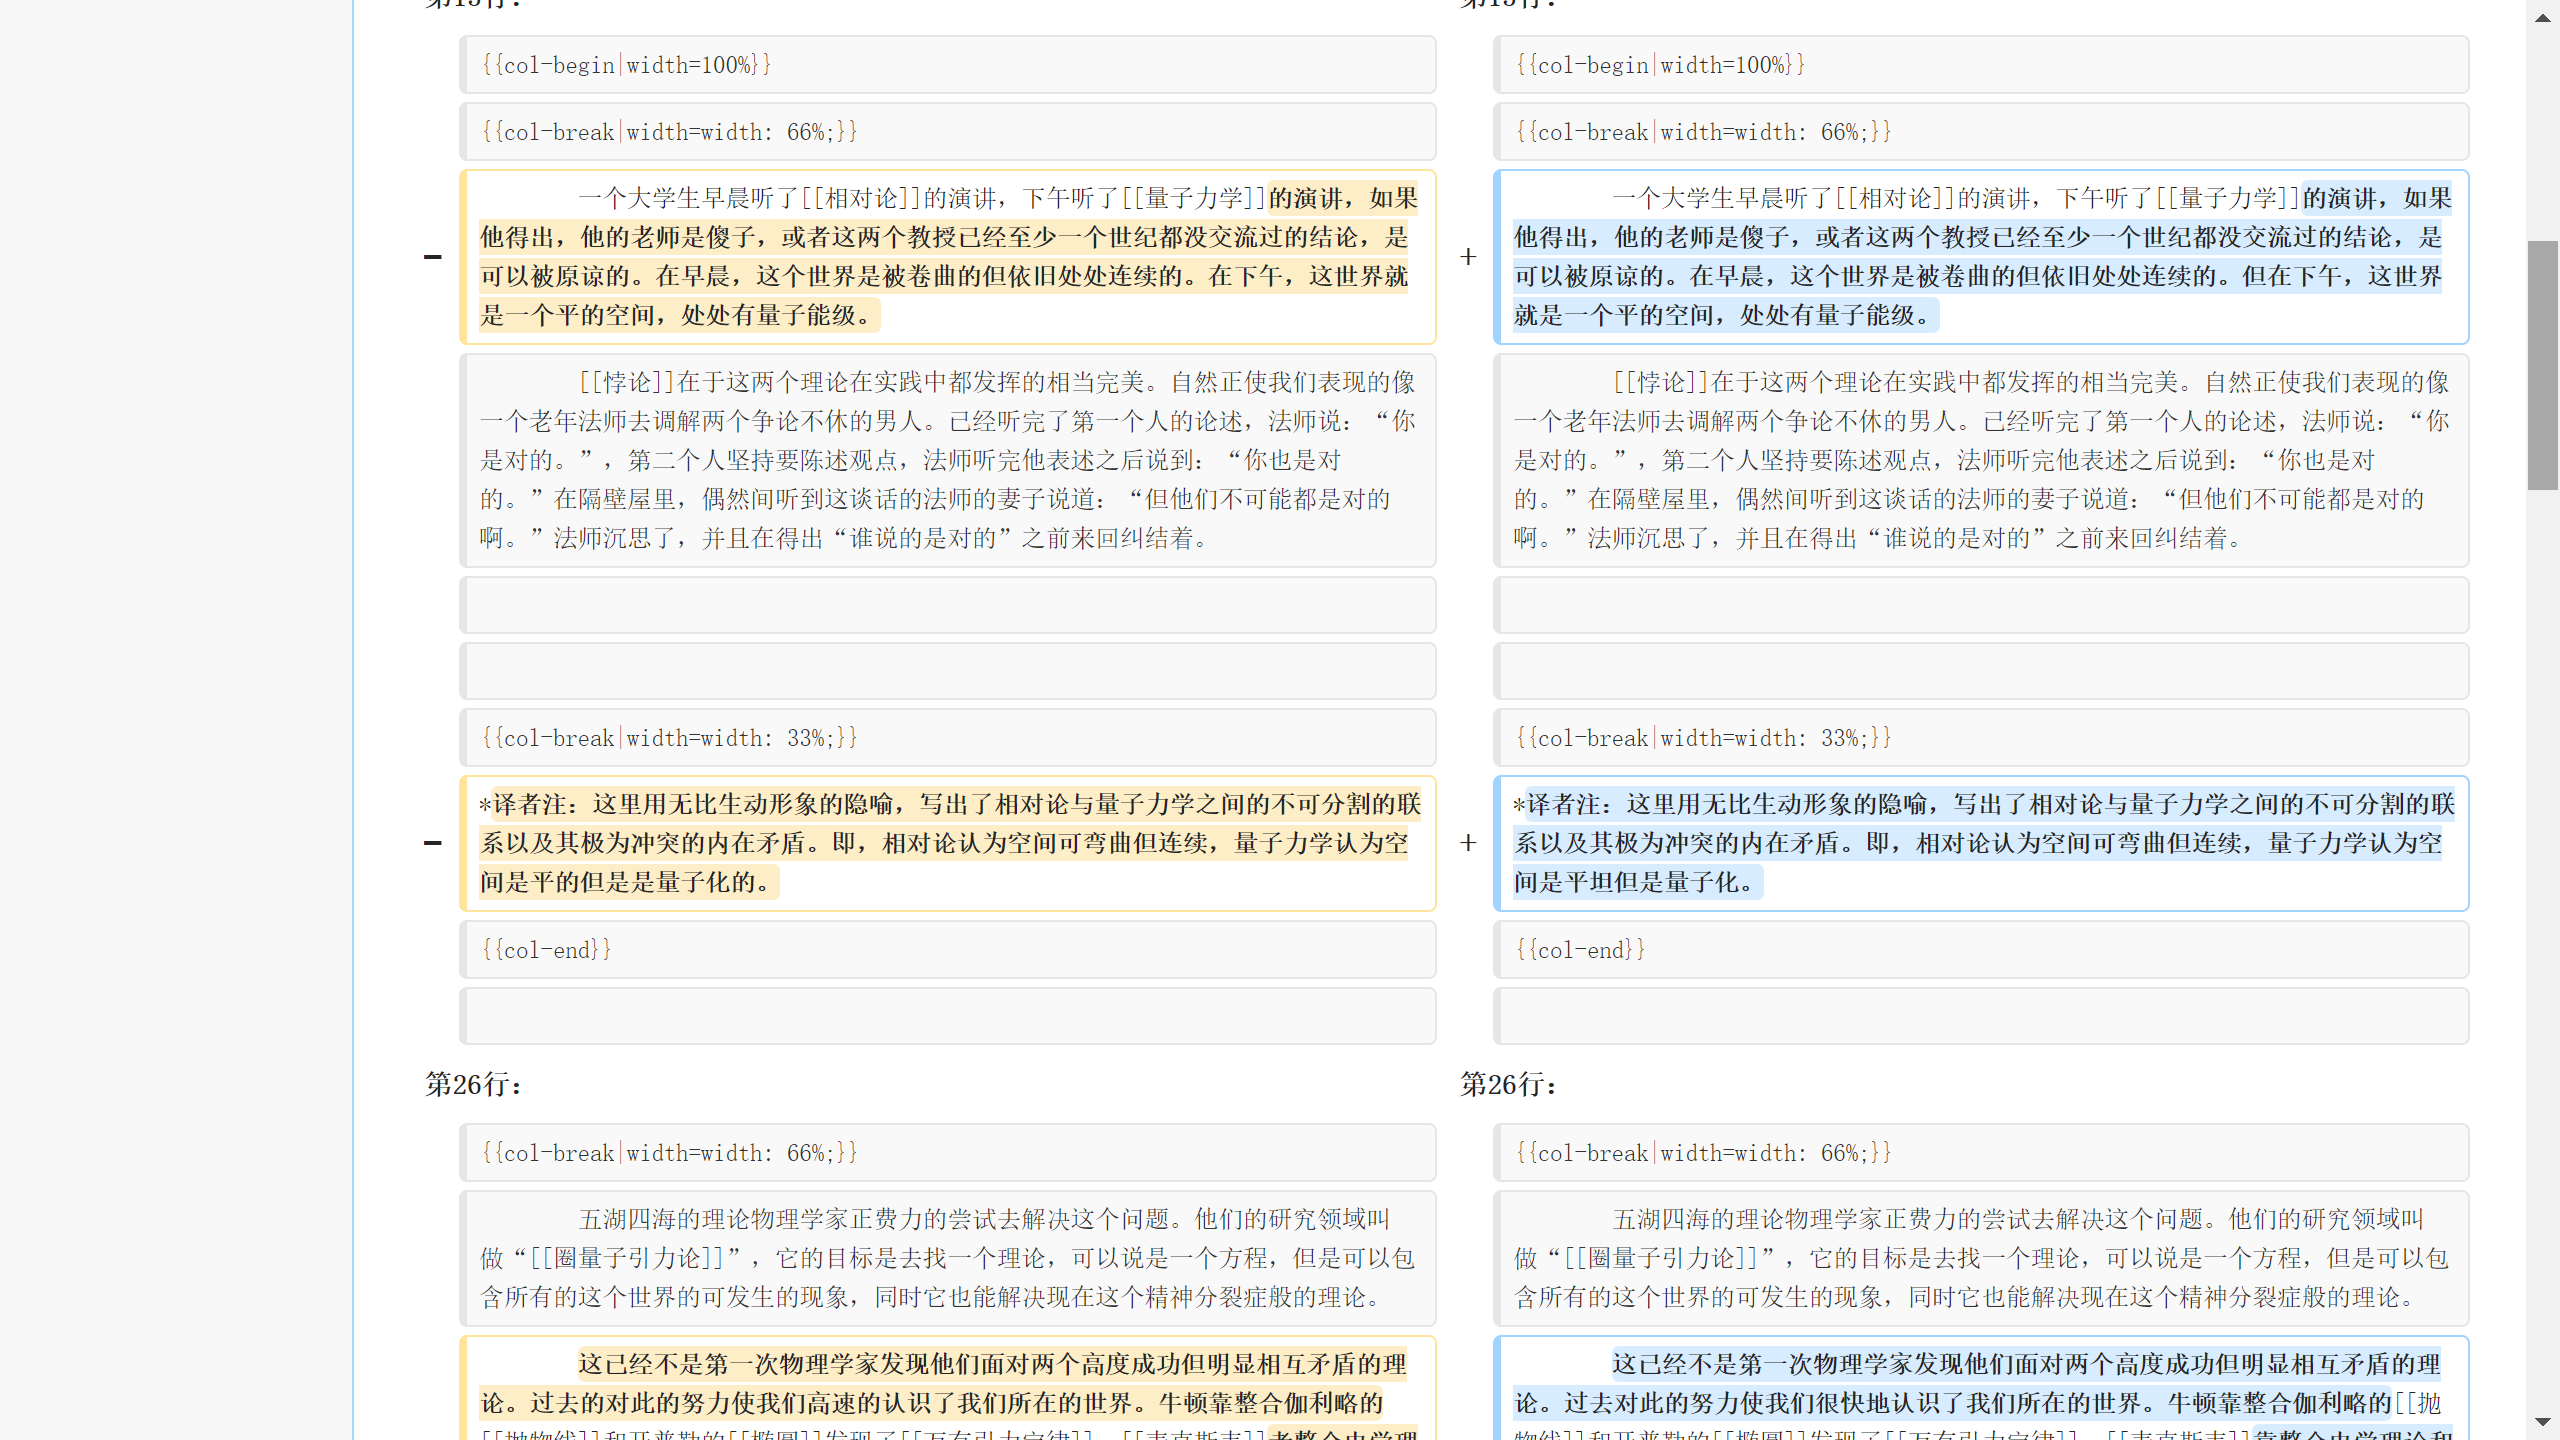 第15行：
{{col-begin|width=100%}}
{{col-break|width=width: 66%;}}
一个大学生早晨听了[[相对论]]的演讲，下午听了[[量子力学]]的演讲，如果
他得出，他的老师是傻子，或者这两个教授已经至少一个世纪都没交流过的结论，是
可以被原谅的。在早晨，这个世界是被卷曲的但依旧处处连续的。在下午，这世界就
是一个平的空间，处处有量子能级。
[[悖论]]在于这两个理论在实践中都发挥的相当完美。自然正使我们表现的像
一个老年法师去调解两个争论不休的男人。已经听完了第一个人的论述，法师说：“你
是对的。”，第二个人坚持要陈述观点，法师听完他表述之后说到：“你也是对
的。”在隔壁屋里，偶然间听到这谈话的法师的妻子说道：“但他们不可能都是对的
啊。”法师沉思了，并且在得出“谁说的是对的”之前来回纠结着。
{{col-break|width=width: 33%;}}
*译者注：这里用无比生动形象的隐喻，写出了相对论与量子力学之间的不可分割的联
系以及其极为冲突的内在矛盾。即，相对论认为空间可弯曲但连续，量子力学认为空
间是平的但是是量子化的。
{{col-end}}
第26行：
{{col-break|width=width: 66%;}}
五湖四海的理论物理学家正费力的尝试去解决这个问题。他们的研究领域叫
做“[[圈量子引力论]]”，它的目标是去找一个理论，可以说是一个方程，但是可以包
含所有的这个世界的可发生的现象，同时它也能解决现在这个精神分裂症般的理论。
这已经不是第一次物理学家发现他们面对两个高度成功但明显相互矛盾的理
论。过去的对此的努力使我们高速的认识了我们所在的世界。牛顿靠整合伽利略的
第15行：
{{col-begin|width=100%}}
{{col-break|width=width: 66%;}}
一个大学生早晨听了[[相对论]]的演讲，下午听了[[量子力学]]的演讲，如果
他得出，他的老师是傻子，或者这两个教授已经至少一个世纪都没交流过的结论，是
可以被原谅的。在早晨，这个世界是被卷曲的但依旧处处连续的。但在下午，这世界
就是一个平的空间，处处有量子能级。
[[悖论]]在于这两个理论在实践中都发挥的相当完美。自然正使我们表现的像
一个老年法师去调解两个争论不休的男人。已经听完了第一个人的论述，法师说：“你
是对的。”，第二个人坚持要陈述观点，法师听完他表述之后说到：“你也是对
的。”在隔壁屋里，偶然间听到这谈话的法师的妻子说道：“但他们不可能都是对的
啊。”法师沉思了，并且在得出“谁说的是对的”之前来回纠结着。
{{col-break|width=width: 33%;}}
*译者注：这里用无比生动形象的隐喻，写出了相对论与量子力学之间的不可分割的联
系以及其极为冲突的内在矛盾。即，相对论认为空间可弯曲但连续，量子力学认为空
间是平坦但是量子化。
{{col-end}}
第26行：
{{col-break|width=width: 66%;}}
五湖四海的理论物理学家正费力的尝试去解决这个问题。他们的研究领域叫
做“[[圈量子引力论]]”，它的目标是去找一个理论，可以说是一个方程，但是可以包
含所有的这个世界的可发生的现象，同时它也能解决现在这个精神分裂症般的理论。
这已经不是第一次物理学家发现他们面对两个高度成功但明显相互矛盾的理
论。过去对此的努力使我们很快地认识了我们所在的世界。牛顿靠整合伽利略的[[抛